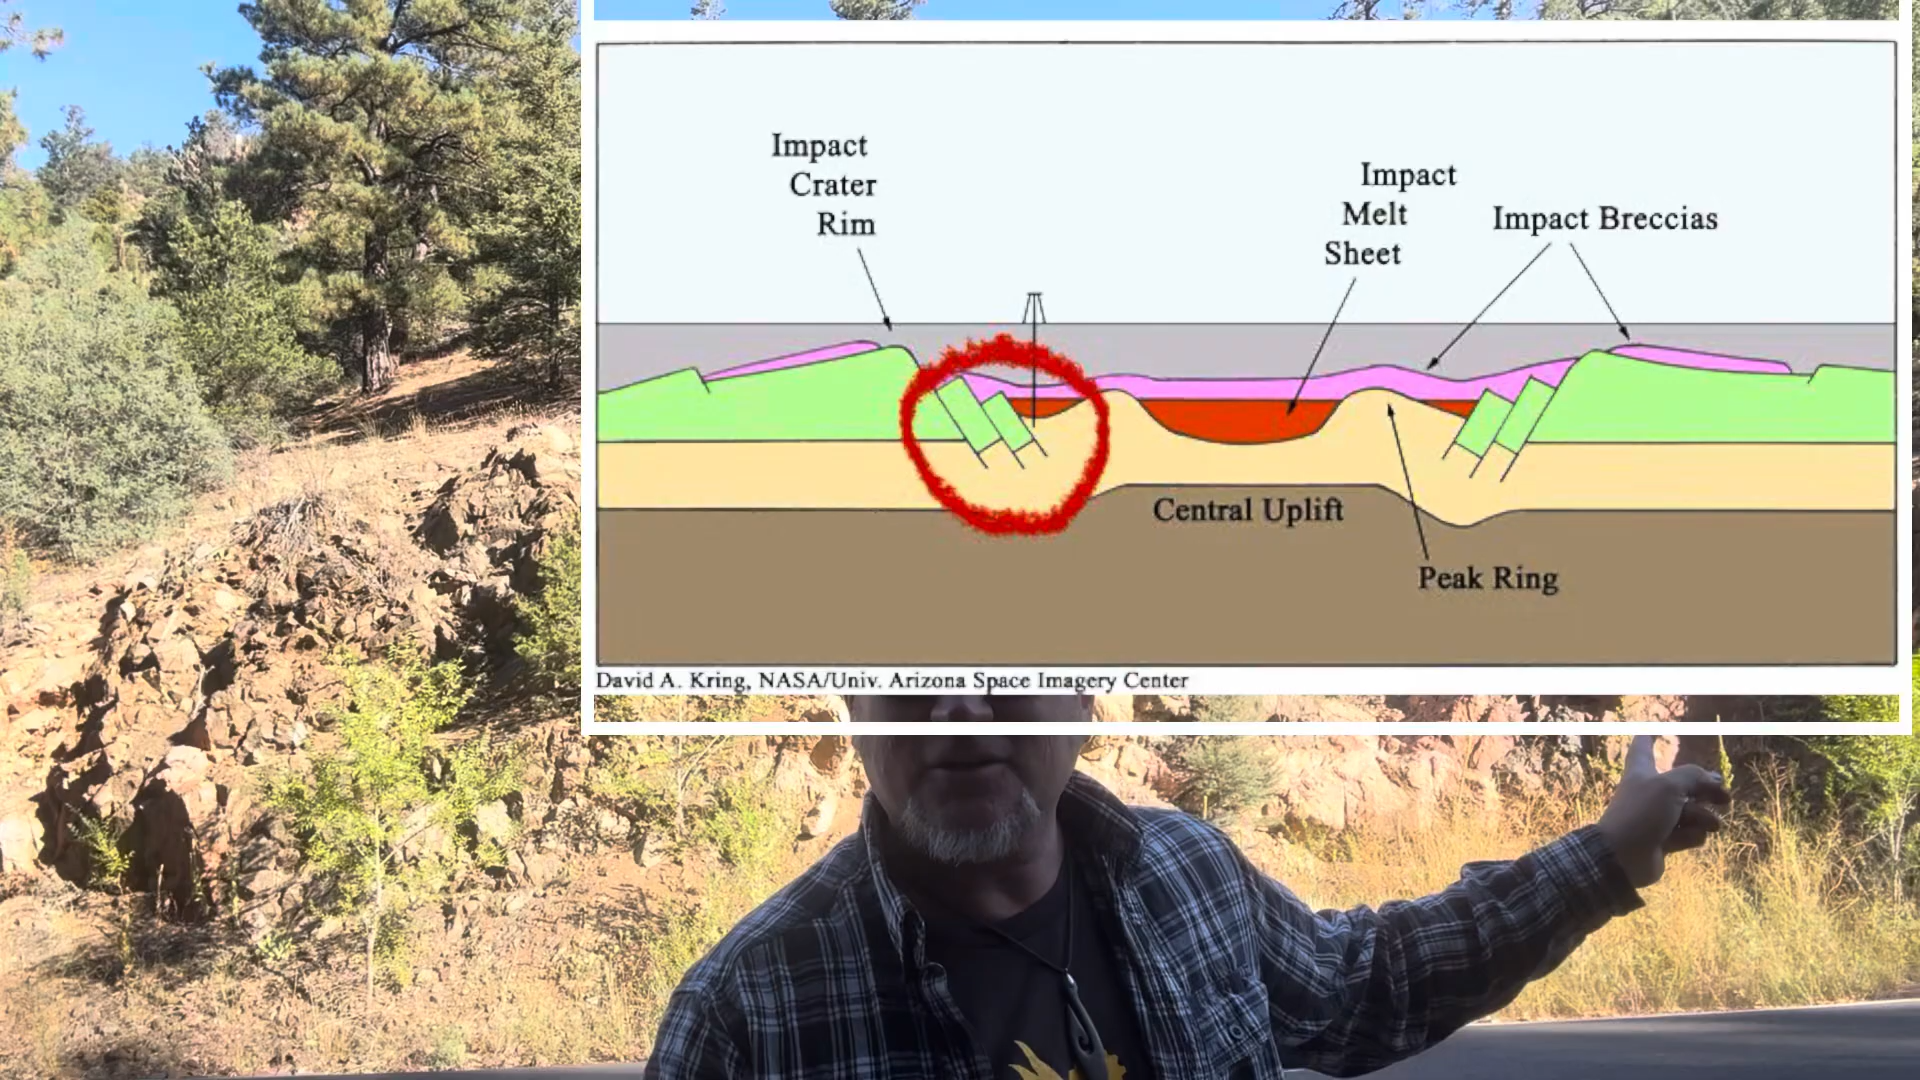 Impact
Crater
Rim
Impact
Melt
Sheet
Impact Breccias
Central Uplift
Peak Ring
David A. Kring, NASA/Univ. Arizona Space Imagery Center